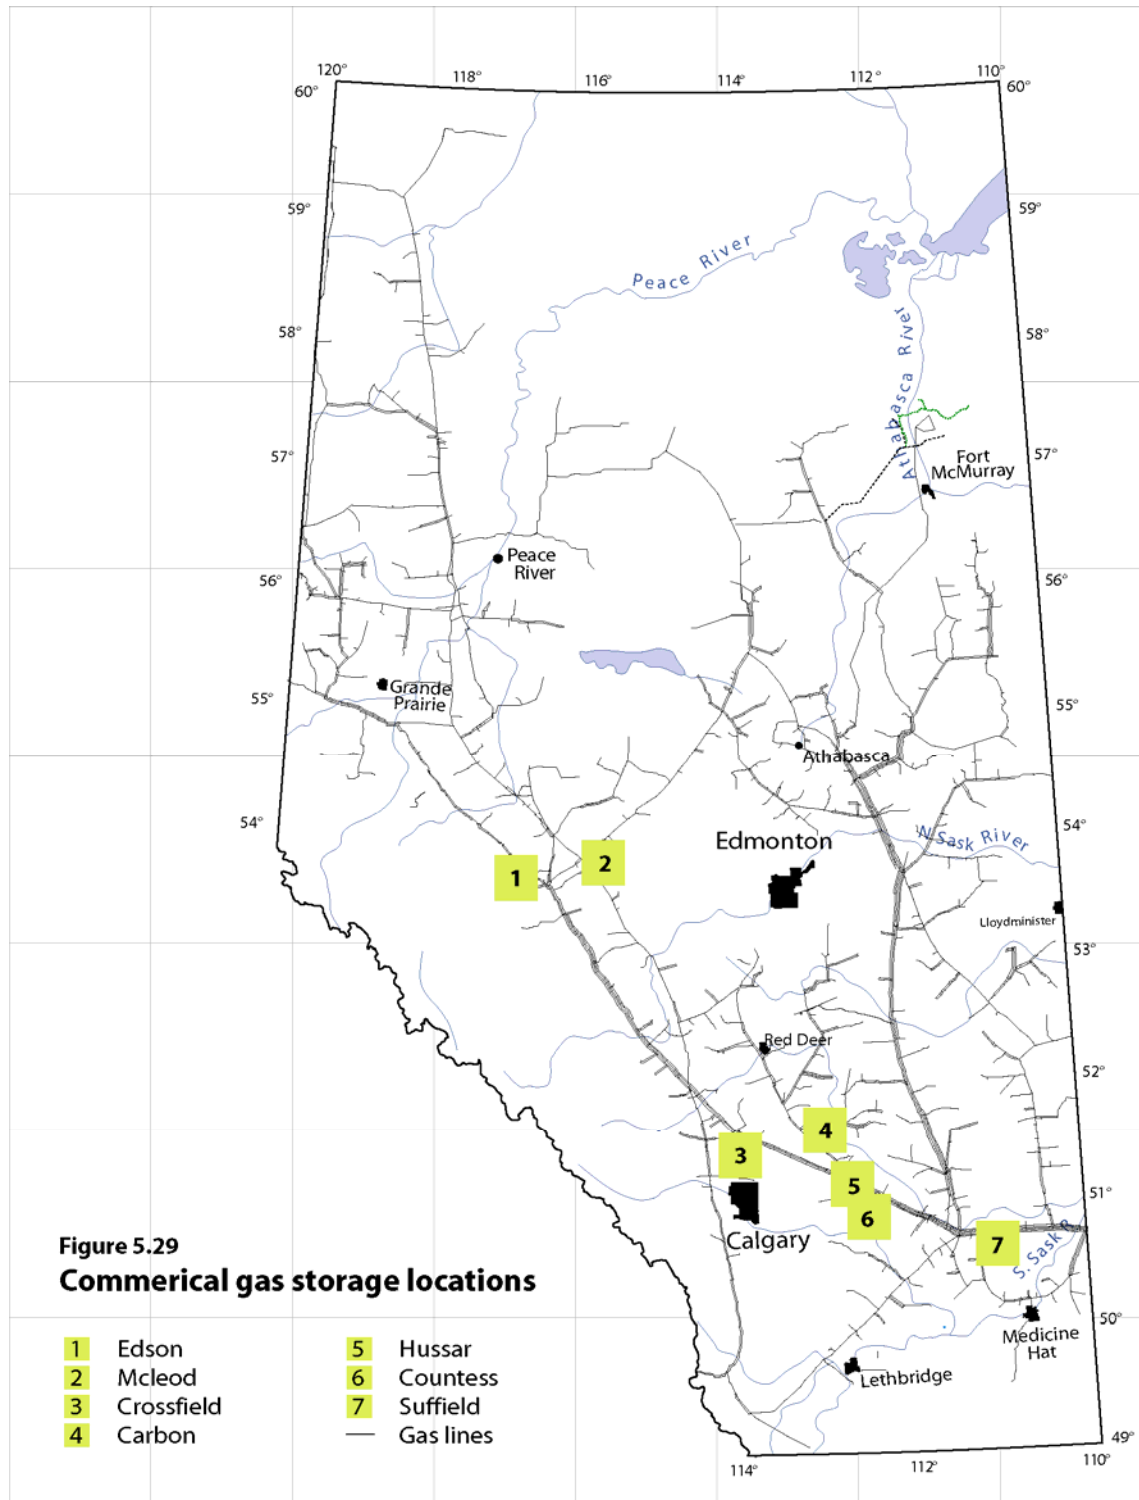 120°
118°
116°
114°
112°
110°
60°
60°
59°
59°
Peace River
Athabasca River
58°
58°
57°
57°
Fort
McMurray
Peace
River
56°
56°
Grande
Prairie
55°
55°
Athabasca
54°
54°
Edmonton
N Sask River
1
2
Lloydminister
53°
Red Deer
52°
4
3
5
51°
6
Calgary
7
S. Sask R
Figure 5.29
Commerical gas storage locations
50°
Medicine
Hat
Lethbridge
1 Edson
2 Mcleod
3 Crossfield
4 Carbon
5 Hussar
6 Countess
7 Suffield
Gas lines
49°
114°
112°
110°